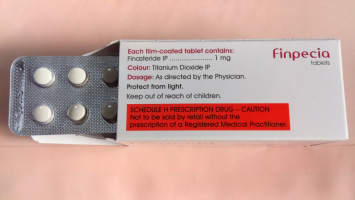 Each film-coated tablet contains:
Finasteride IP ...................... 1 mg
Colour: Titanium Dioxide IP
Dosage: As directed by the Physician.
Protect from light.
Keep out of reach of children.
SCHEDULE H PRESCRIPTION DRUG – CAUTION
Not to be sold by retail without the
prescription of a Registered Medical Practitioner.
Finpecia
tablets